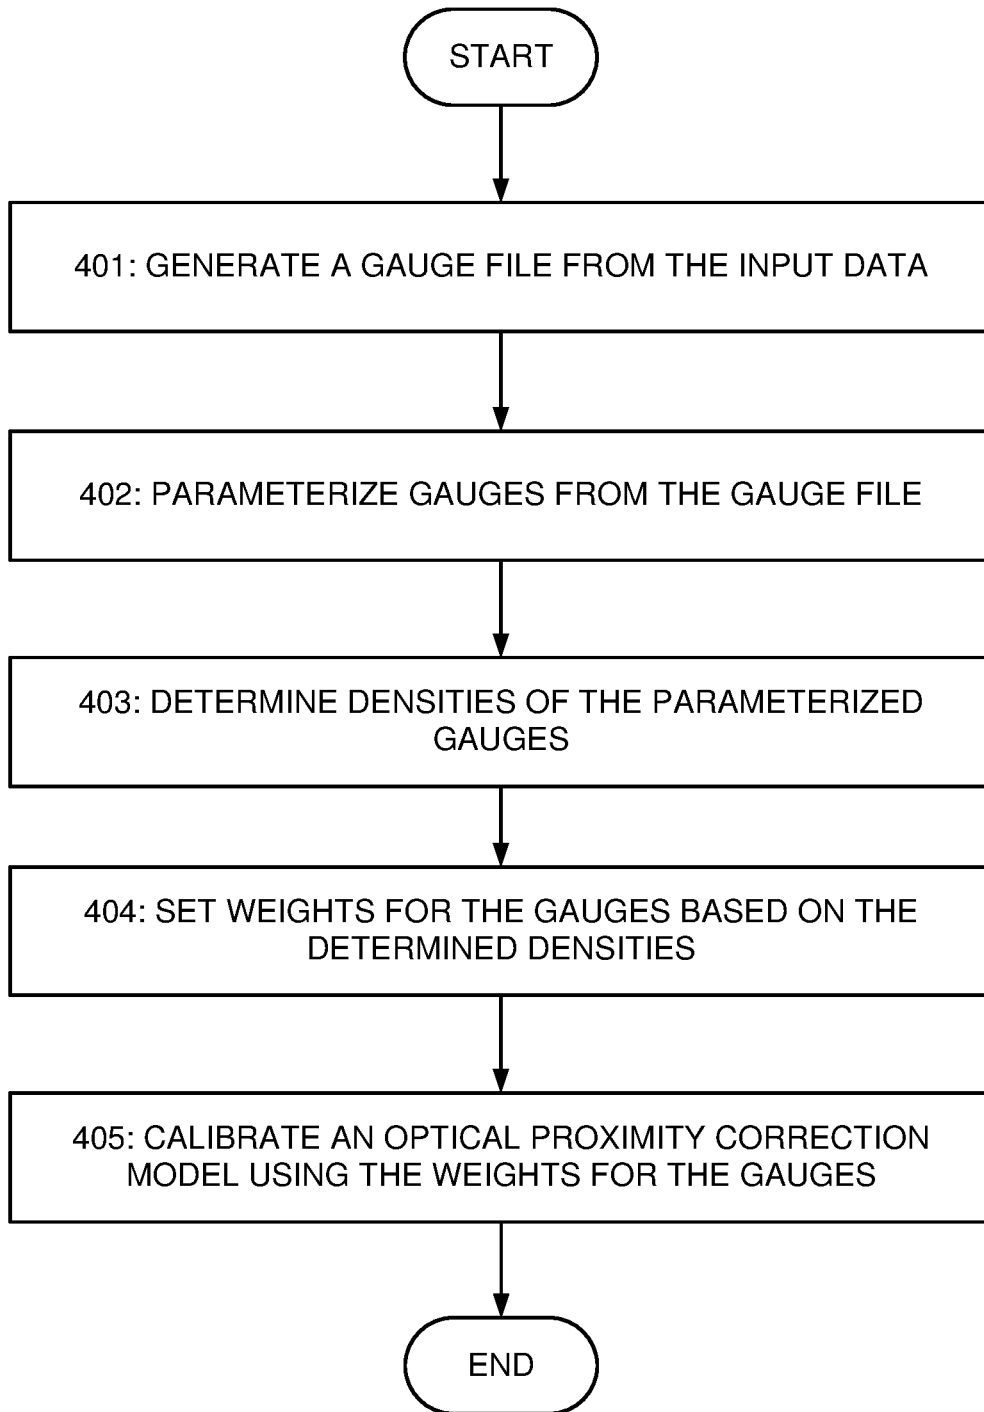 START
401: GENERATE A GAUGE FILE FROM THE INPUT DATA
402: PARAMETERIZE GAUGES FROM THE GAUGE FILE
403: DETERMINE DENSITIES OF THE PARAMETERIZED
GAUGES
404: SET WEIGHTS FOR THE GAUGES BASED ON THE
DETERMINED DENSITIES
405: CALIBRATE AN OPTICAL PROXIMITY CORRECTION
MODEL USING THE WEIGHTS FOR THE GAUGES
END